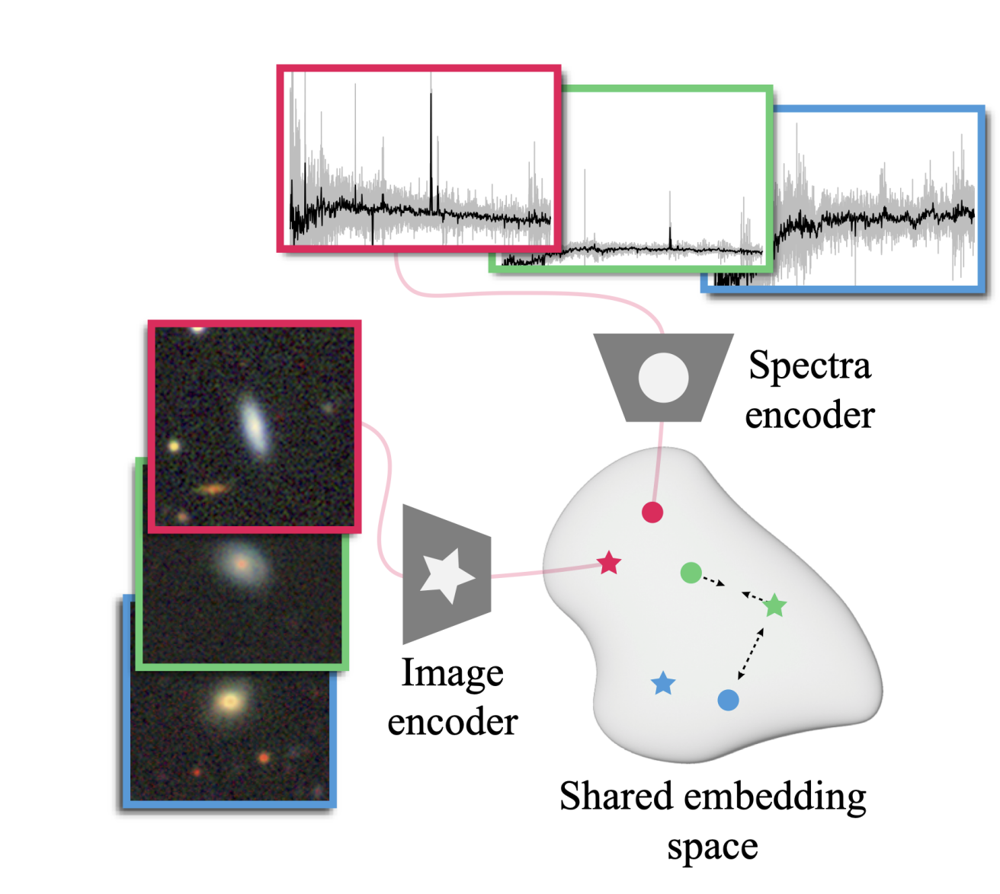 Spectra
encoder
Image
encoder
Shared embedding
space